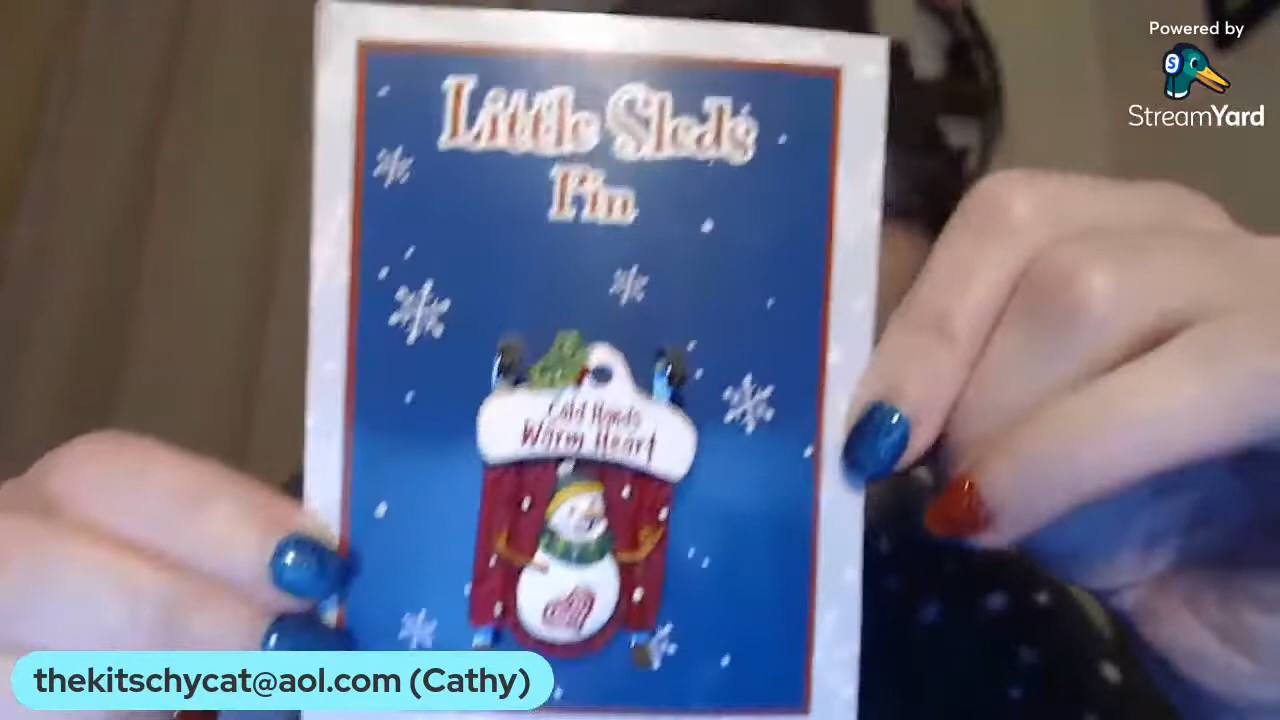 Powered by
S
StreamYard
Little Sleds
Pin
Cold Hands
Warm Heart
thekitschycat@aol.com (Cathy)